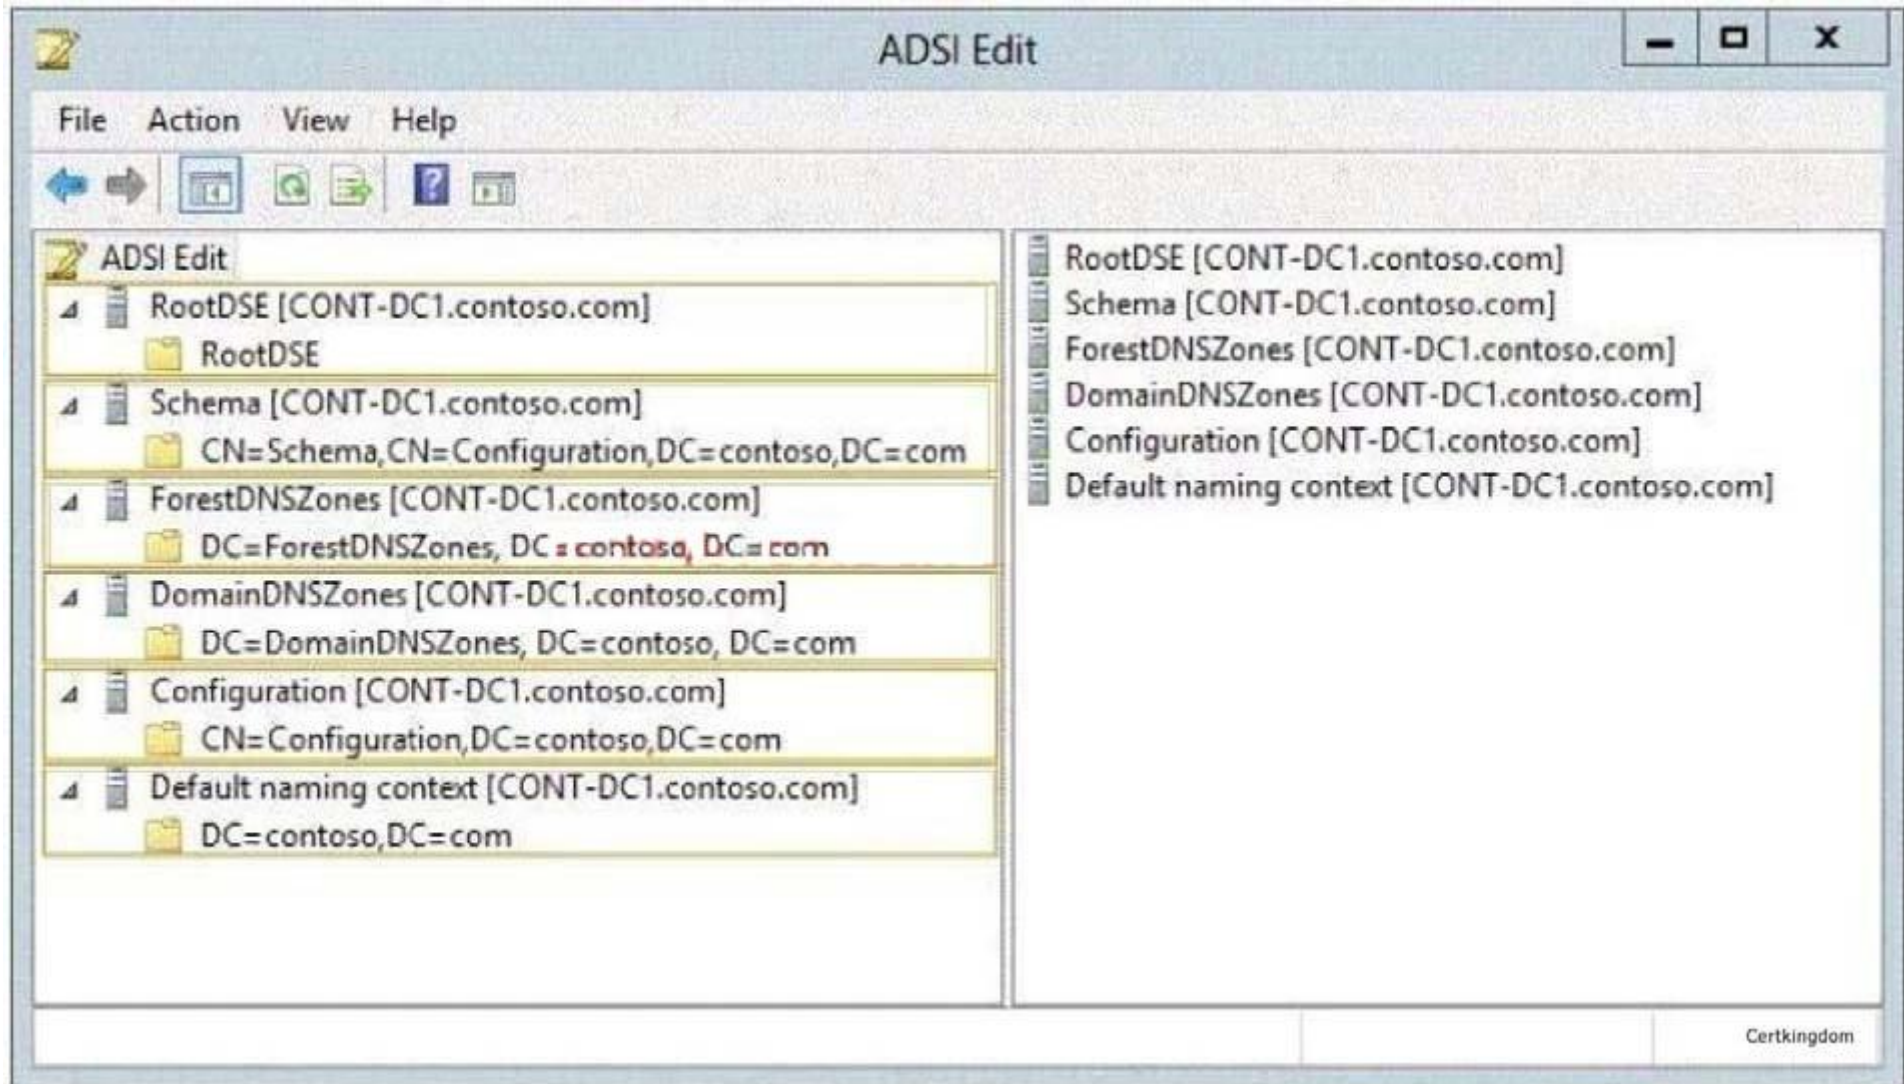 ADSI Edit
File Action View Help
ADSI Edit
RootDSE [CONT-DC1.contoso.com]
RootDSE
Schema [CONT-DC1.contoso.com]
CN=Schema,CN=Configuration,DC=contoso,DC=com
ForestDNSZones [CONT-DC1.contoso.com]
DC=ForestDNSZones, DC=contoso, DC=com
DomainDNSZones [CONT-DC1.contoso.com]
DC=DomainDNSZones, DC=contoso, DC=com
Configuration [CONT-DC1.contoso.com]
CN=Configuration,DC=contoso,DC=com
Default naming context [CONT-DC1.contoso.com]
DC=contoso,DC=com
RootDSE [CONT-DC1.contoso.com]
Schema [CONT-DC1.contoso.com]
ForestDNSZones [CONT-DC1.contoso.com]
DomainDNSZones [CONT-DC1.contoso.com]
Configuration [CONT-DC1.contoso.com]
Default naming context [CONT-DC1.contoso.com]
Certkingdom